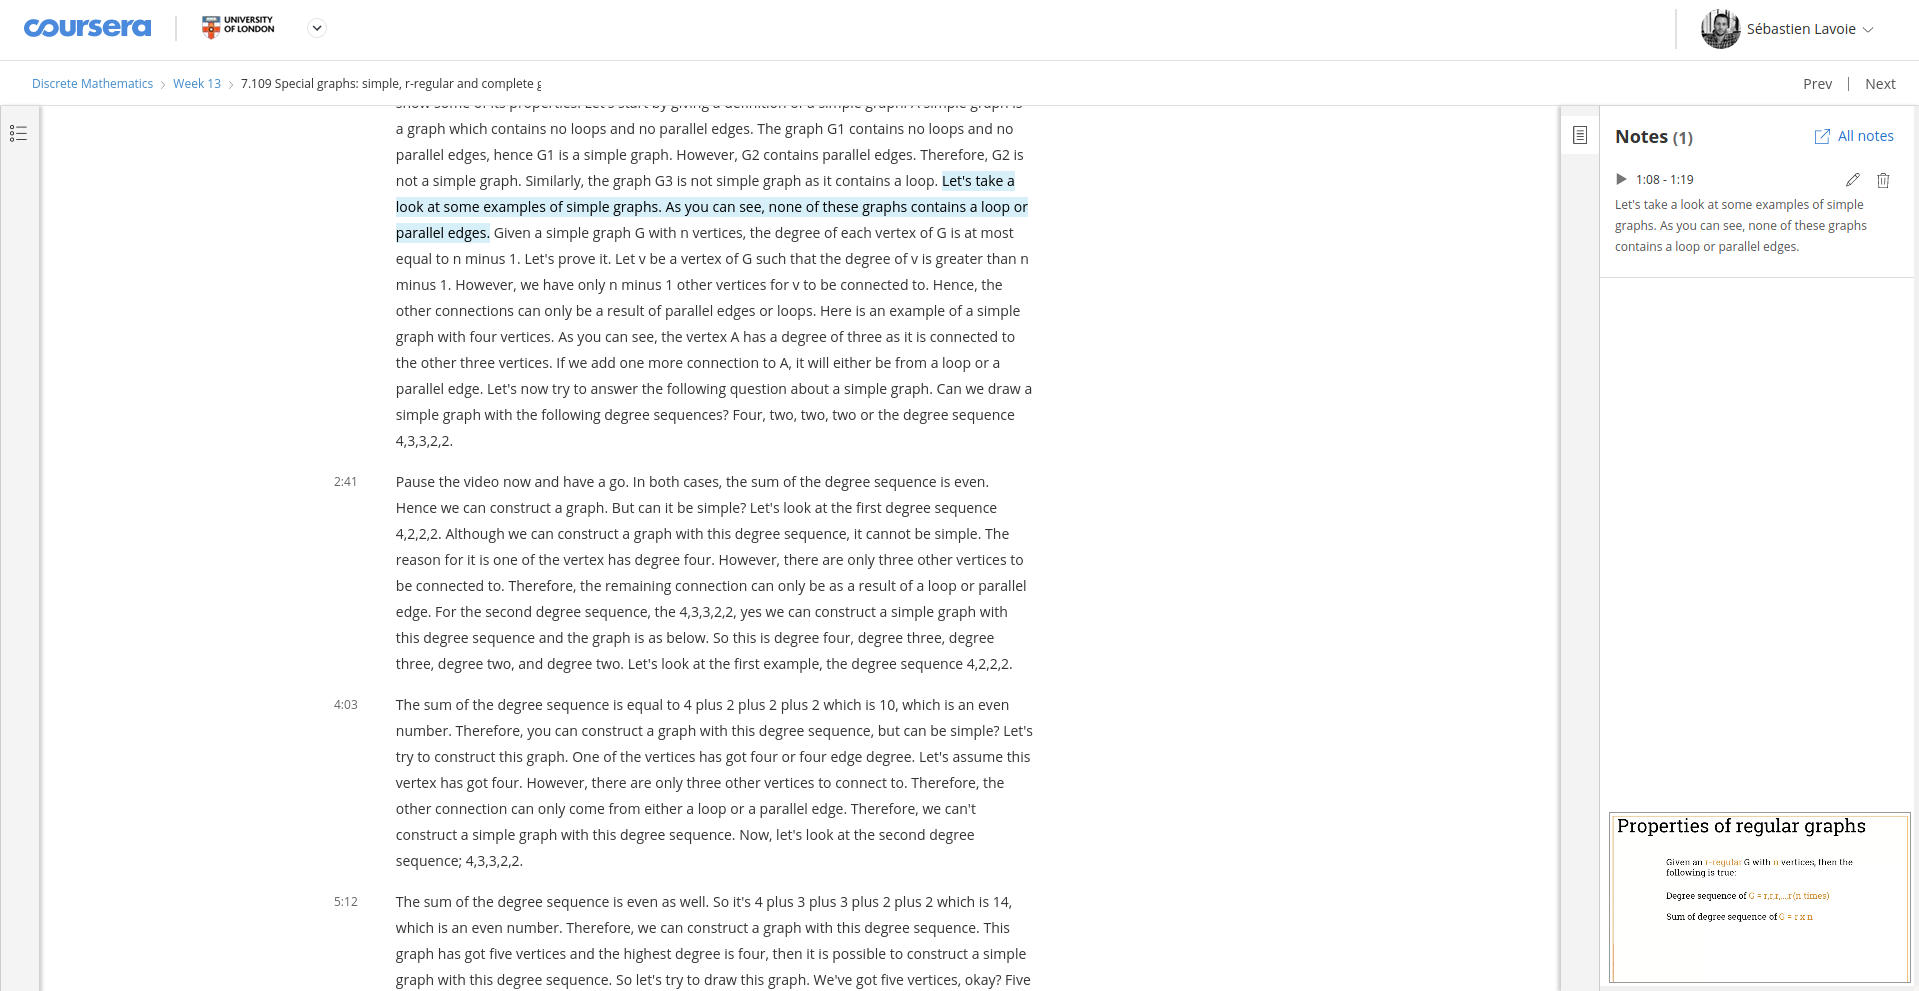 coursera
UNIVERSITY
OF LONDON
Sébastien Lavoie
Discrete Mathematics > Week 13 > 7.109 Special graphs: simple, r-regular and complete g
Prev | Next
show some of its properties. Let's start by giving a definition of a simple graph. A simple graph is
a graph which contains no loops and no parallel edges. The graph G1 contains no loops and no
parallel edges, hence G1 is a simple graph. However, G2 contains parallel edges. Therefore, G2 is
not a simple graph. Similarly, the graph G3 is not simple graph as it contains a loop. Let's take a
look at some examples of simple graphs. As you can see, none of these graphs contains a loop or
parallel edges. Given a simple graph G with n vertices, the degree of each vertex of G is at most
equal to n minus 1. Let's prove it. Let v be a vertex of G such that the degree of v is greater than n
minus 1. However, we have only n minus 1 other vertices for v to be connected to. Hence, the
other connections can only be a result of parallel edges or loops. Here is an example of a simple
graph with four vertices. As you can see, the vertex A has a degree of three as it is connected to
the other three vertices. If we add one more connection to A, it will either be from a loop or a
parallel edge. Let's now try to answer the following question about a simple graph. Can we draw a
simple graph with the following degree sequences? Four, two, two, two or the degree sequence
4,3,3,2,2.
2:41
Pause the video now and have a go. In both cases, the sum of the degree sequence is even.
Hence we can construct a graph. But can it be simple? Let's look at the first degree sequence
4,2,2,2. Although we can construct a graph with this degree sequence, it cannot be simple. The
reason for it is one of the vertex has degree four. However, there are only three other vertices to
be connected to. Therefore, the remaining connection can only be as a result of a loop or parallel
edge. For the second degree sequence, the 4,3,3,2,2, yes we can construct a simple graph with
this degree sequence and the graph is as below. So this is degree four, degree three, degree
three, degree two, and degree two. Let's look at the first example, the degree sequence 4,2,2,2.
4:03
The sum of the degree sequence is equal to 4 plus 2 plus 2 plus 2 which is 10, which is an even
number. Therefore, you can construct a graph with this degree sequence, but can be simple? Let's
try to construct this graph. One of the vertices has got four or four edge degree. Let's assume this
vertex has got four. However, there are only three other vertices to connect to. Therefore, the
other connection can only come from either a loop or a parallel edge. Therefore, we can't
construct a simple graph with this degree sequence. Now, let's look at the second degree
sequence; 4,3,3,2,2.
5:12
The sum of the degree sequence is even as well. So it's 4 plus 3 plus 3 plus 2 plus 2 which is 14,
which is an even number. Therefore, we can construct a graph with this degree sequence. This
graph has got five vertices and the highest degree is four, then it is possible to construct a simple
graph with this degree sequence. So let's try to draw this graph. We've got five vertices, okay? Five
Notes (1)
All notes
1:08 - 1:19
Let's take a look at some examples of simple
graphs. As you can see, none of these graphs
contains a loop or parallel edges.
Properties of regular graphs
Given an r-regular G with n vertices, then the
following is true:
Degree sequence of G = r,r,r,...,r (n times)
Sum of degree sequence of G = r x n